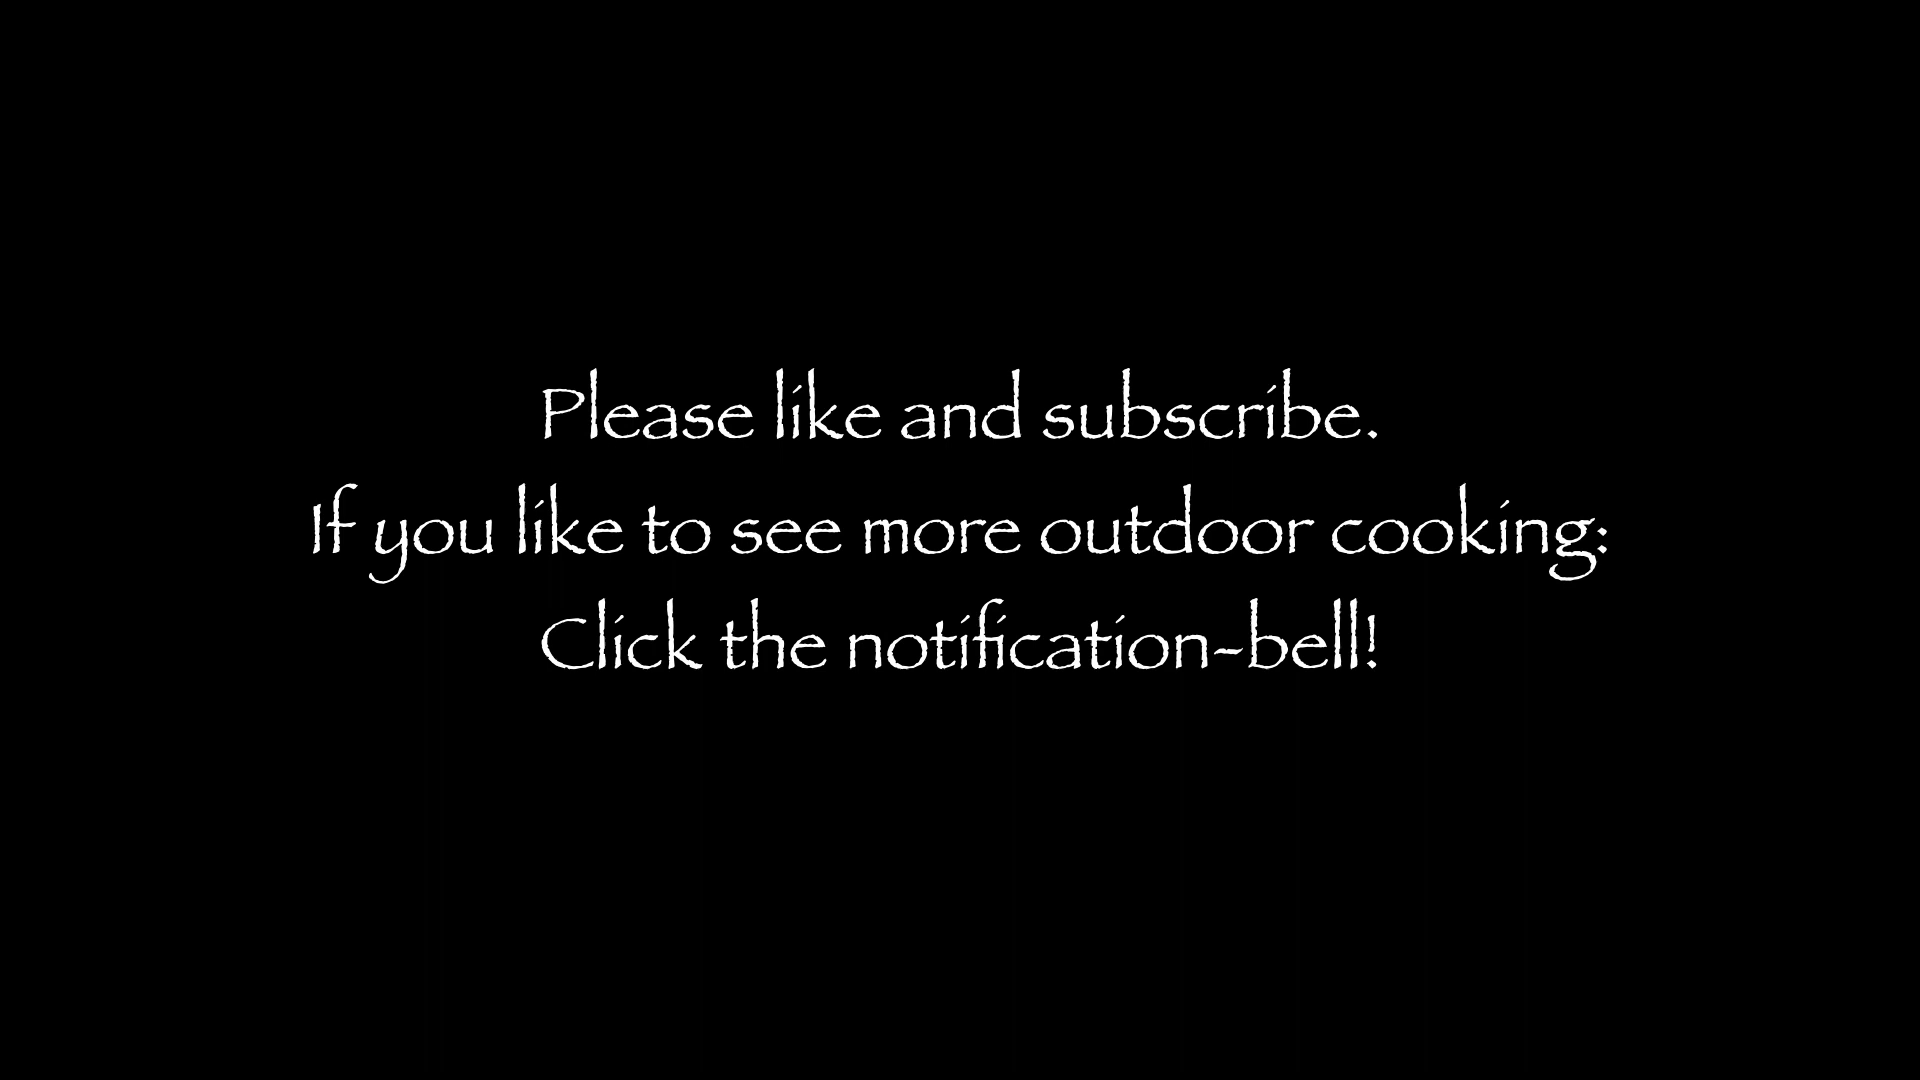 Please like and subscribe.
If you like to see more outdoor cooking:
Click the notification-bell!